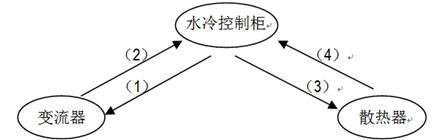 水冷控制柜
（2）
（4）
（1）
（3）
变流器
散热器